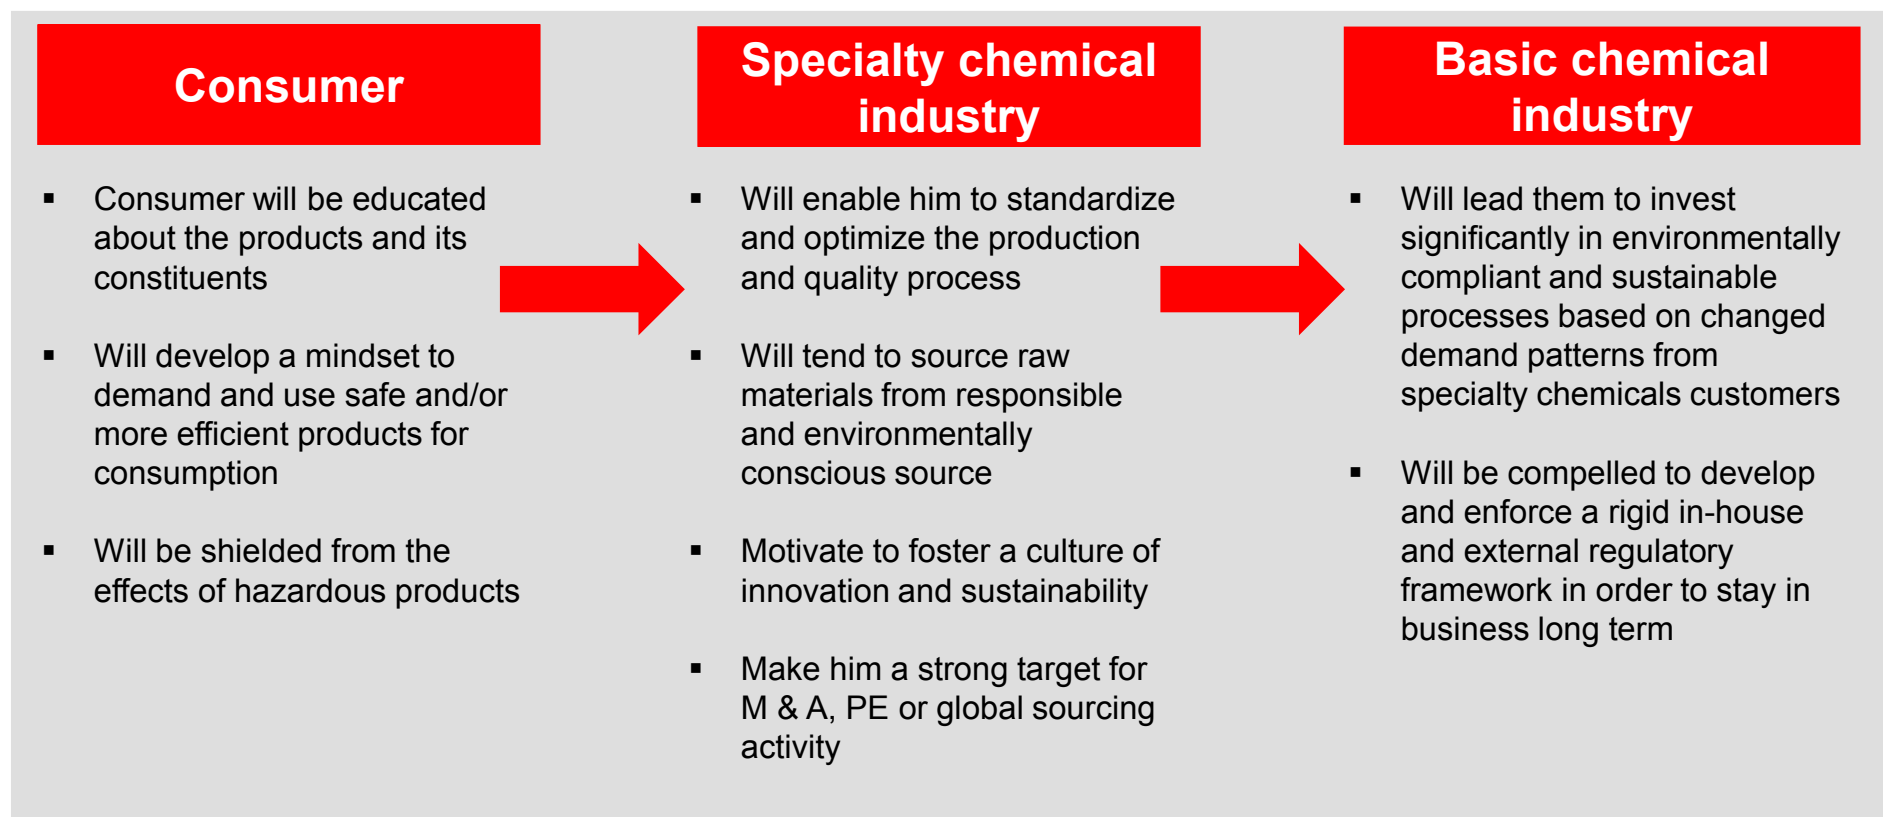 Consumer
▪ Consumer will be educated
about the products and its
constituents
▪ Will develop a mindset to
demand and use safe and/or
more efficient products for
consumption
▪ Will be shielded from the
effects of hazardous products
Specialty chemical
industry
▪ Will enable him to standardize
and optimize the production
and quality process
▪ Will tend to source raw
materials from responsible
and environmentally
conscious source
▪ Motivate to foster a culture of
innovation and sustainability
▪ Make him a strong target for
M & A, PE or global sourcing
activity
Basic chemical
industry
▪ Will lead them to invest
significantly in environmentally
compliant and sustainable
processes based on changed
demand patterns from
specialty chemicals customers
▪ Will be compelled to develop
and enforce a rigid in-house
and external regulatory
framework in order to stay in
business long term